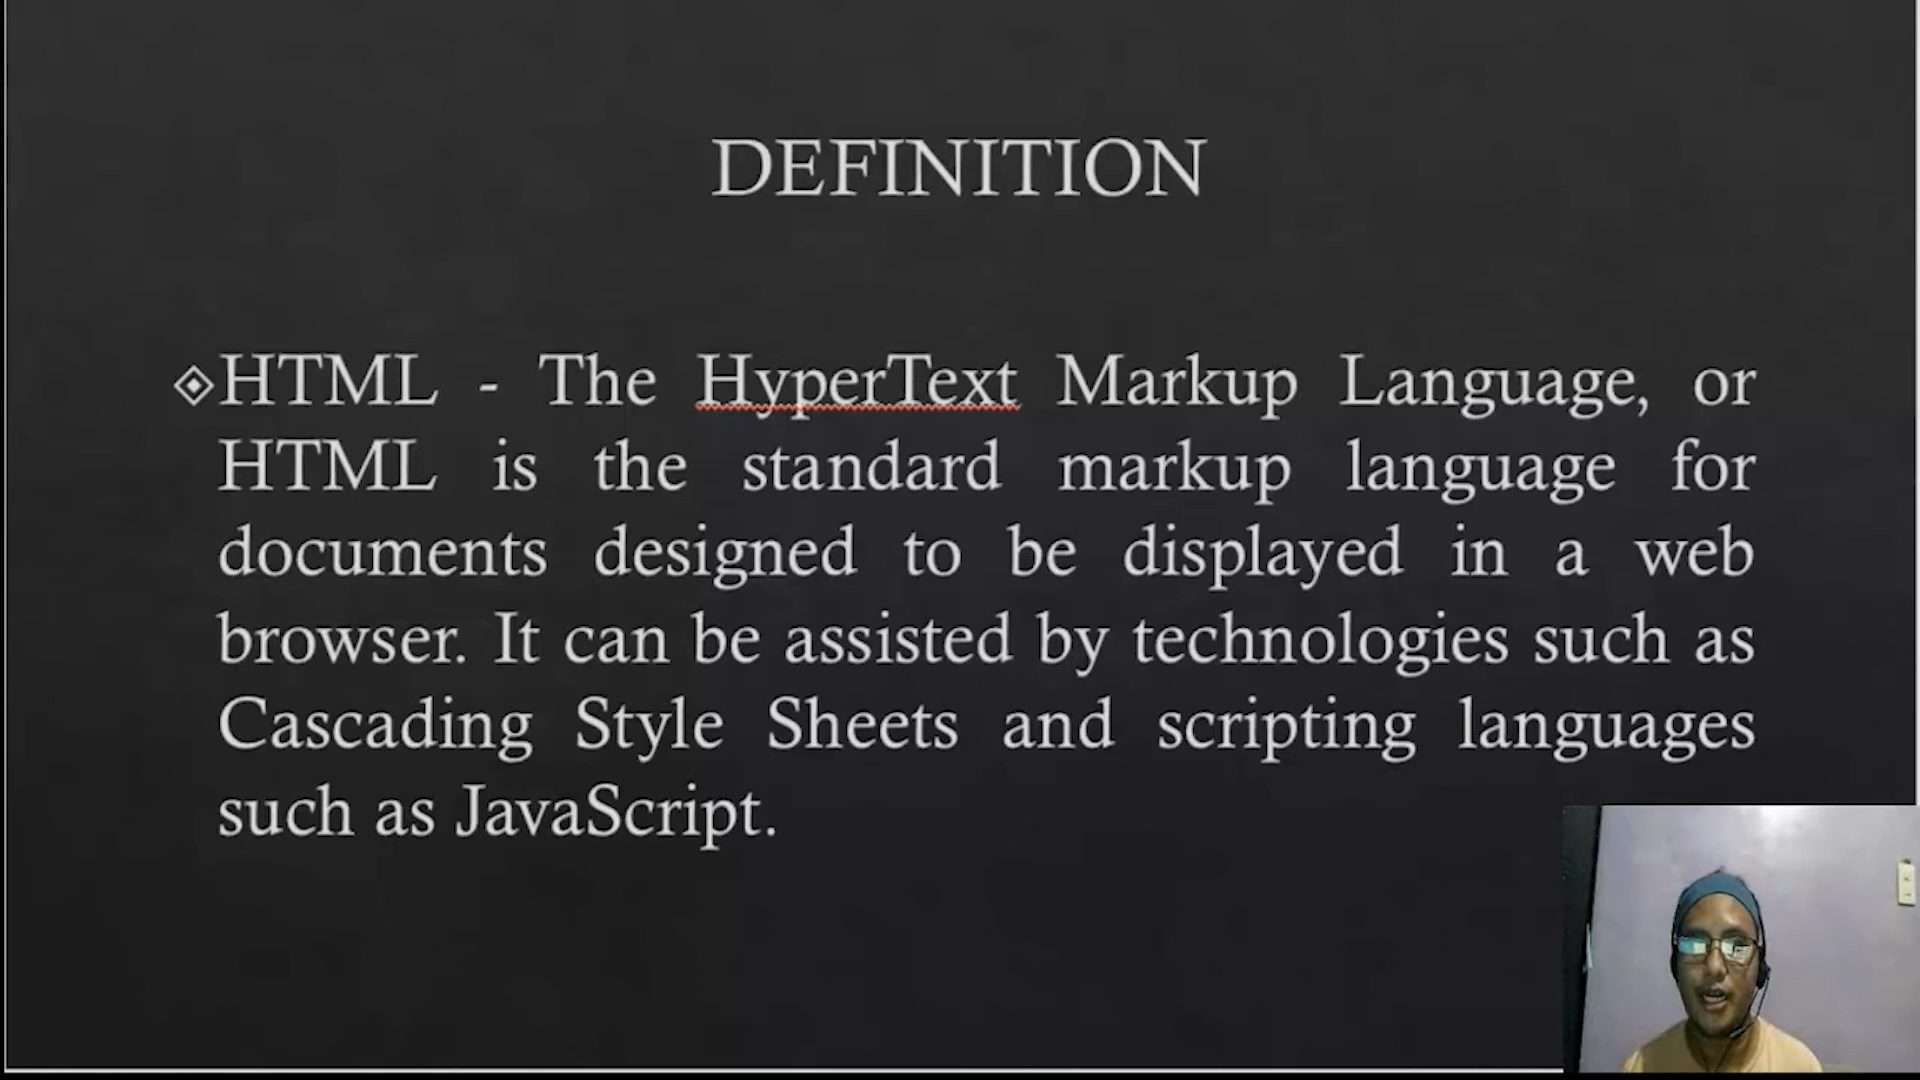 DEFINITION
HTML - The HyperText Markup Language, or
HTML is the standard markup language for
documents designed to be displayed in a web
browser. It can be assisted by technologies such as
Cascading Style Sheets and scripting languages
such as JavaScript.